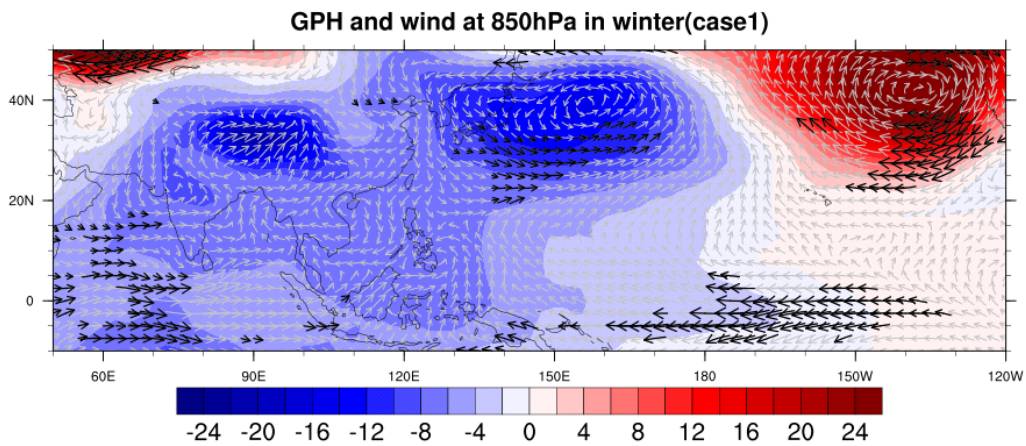 GPH and wind at 850hPa in winter(case1)
40N
20N
0
60E 90E 120E 150E 180 150W 120W
-24 -20 -16 -12 -8 -4 0 4 8 12 16 20 24